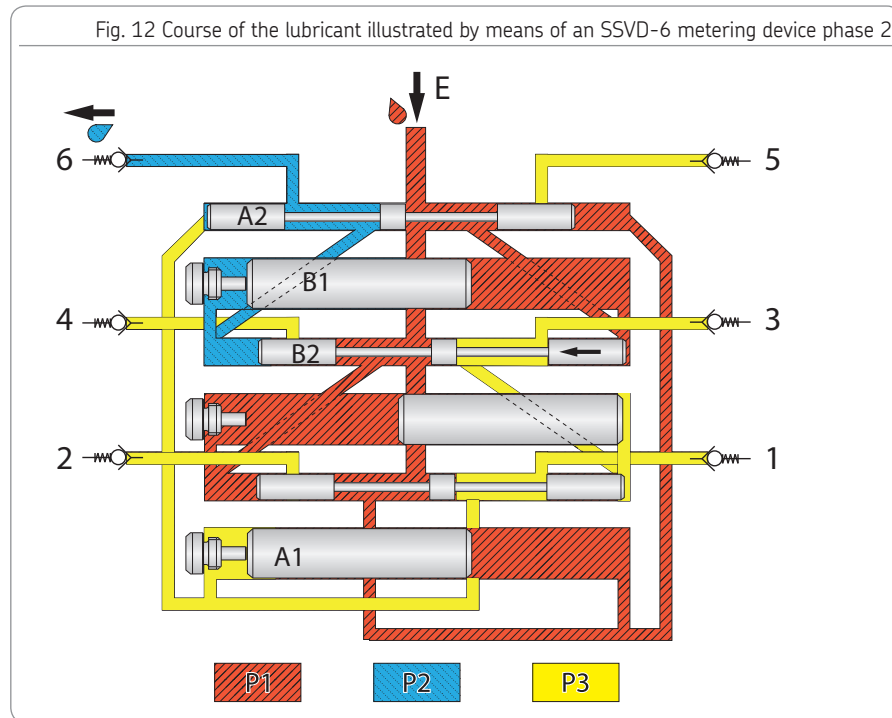 Fig. 12 Course of the lubricant illustrated by means of an SSVD-6 metering device phase 2
E
6
5
A2
B1
4
3
B2
2
1
A1
P1 P2 P3